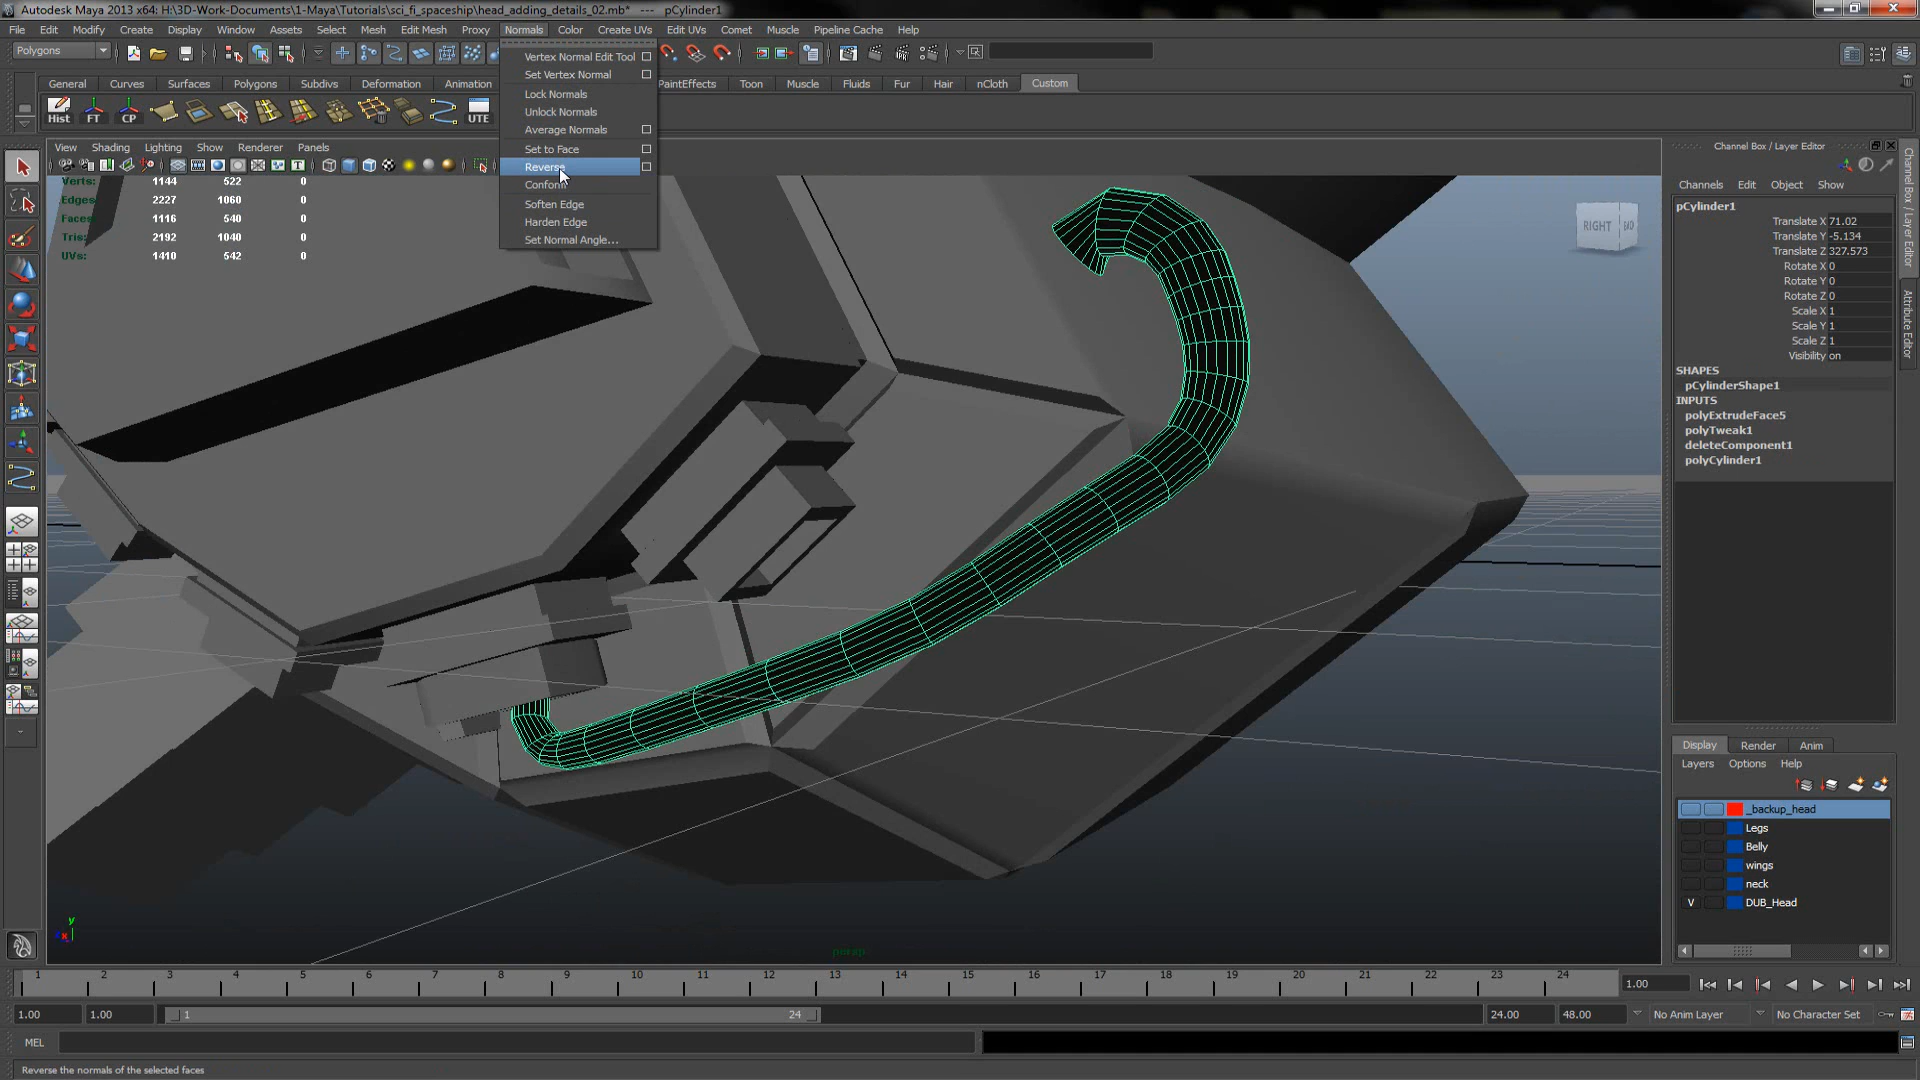 Autodesk Maya 2013 x64: H:\3D-Work-Documents\1-Maya\Tutorials\sci_fi_spaceship\head_adding_details_02.mb* --- pCylinder1
File Edit Modify Create Display Window Assets Select Mesh Edit Mesh Proxy Normals Color Create UVs Edit UVs Comet Muscle Pipeline Cache Help
Polygons
Vertex Normal Edit Tool
Set Vertex Normal
Lock Normals
Unlock Normals
Average Normals
Set to Face
Reverse
Conform
Soften Edge
Harden Edge
Set Normal Angle...
General Curves Surfaces Polygons Subdivs Deformation Animation PaintEffects Toon Muscle Fluids Fur Hair nCloth Custom
Hist FT CP UTE
View Shading Lighting Show Renderer Panels
Verts: 1144 522 0
Edges: 2227 1060 0
Faces: 1116 540 0
Tris: 2192 1040 0
UVs: 1410 542 0
RIGHT
persp
y
x
Channel Box / Layer Editor
Channels Edit Object Show
pCylinder1
Translate X 71.02
Translate Y -5.134
Translate Z 327.573
Rotate X 0
Rotate Y 0
Rotate Z 0
Scale X 1
Scale Y 1
Scale Z 1
Visibility on
SHAPES
pCylinderShape1
INPUTS
polyExtrudeFace5
polyTweak1
deleteComponent1
polyCylinder1
Channel Box / Layer Editor
Attribute Editor
Display Render Anim
Layers Options Help
_backup_head
Legs
Belly
wings
neck
V DUB_Head
1 2 3 4 5 6 7 8 9 10 11 12 13 14 15 16 17 18 19 20 21 22 23 24 1.00
1.00 1.00 1 24 24.00 48.00 No Anim Layer No Character Set
MEL
Reverse the normals of the selected faces